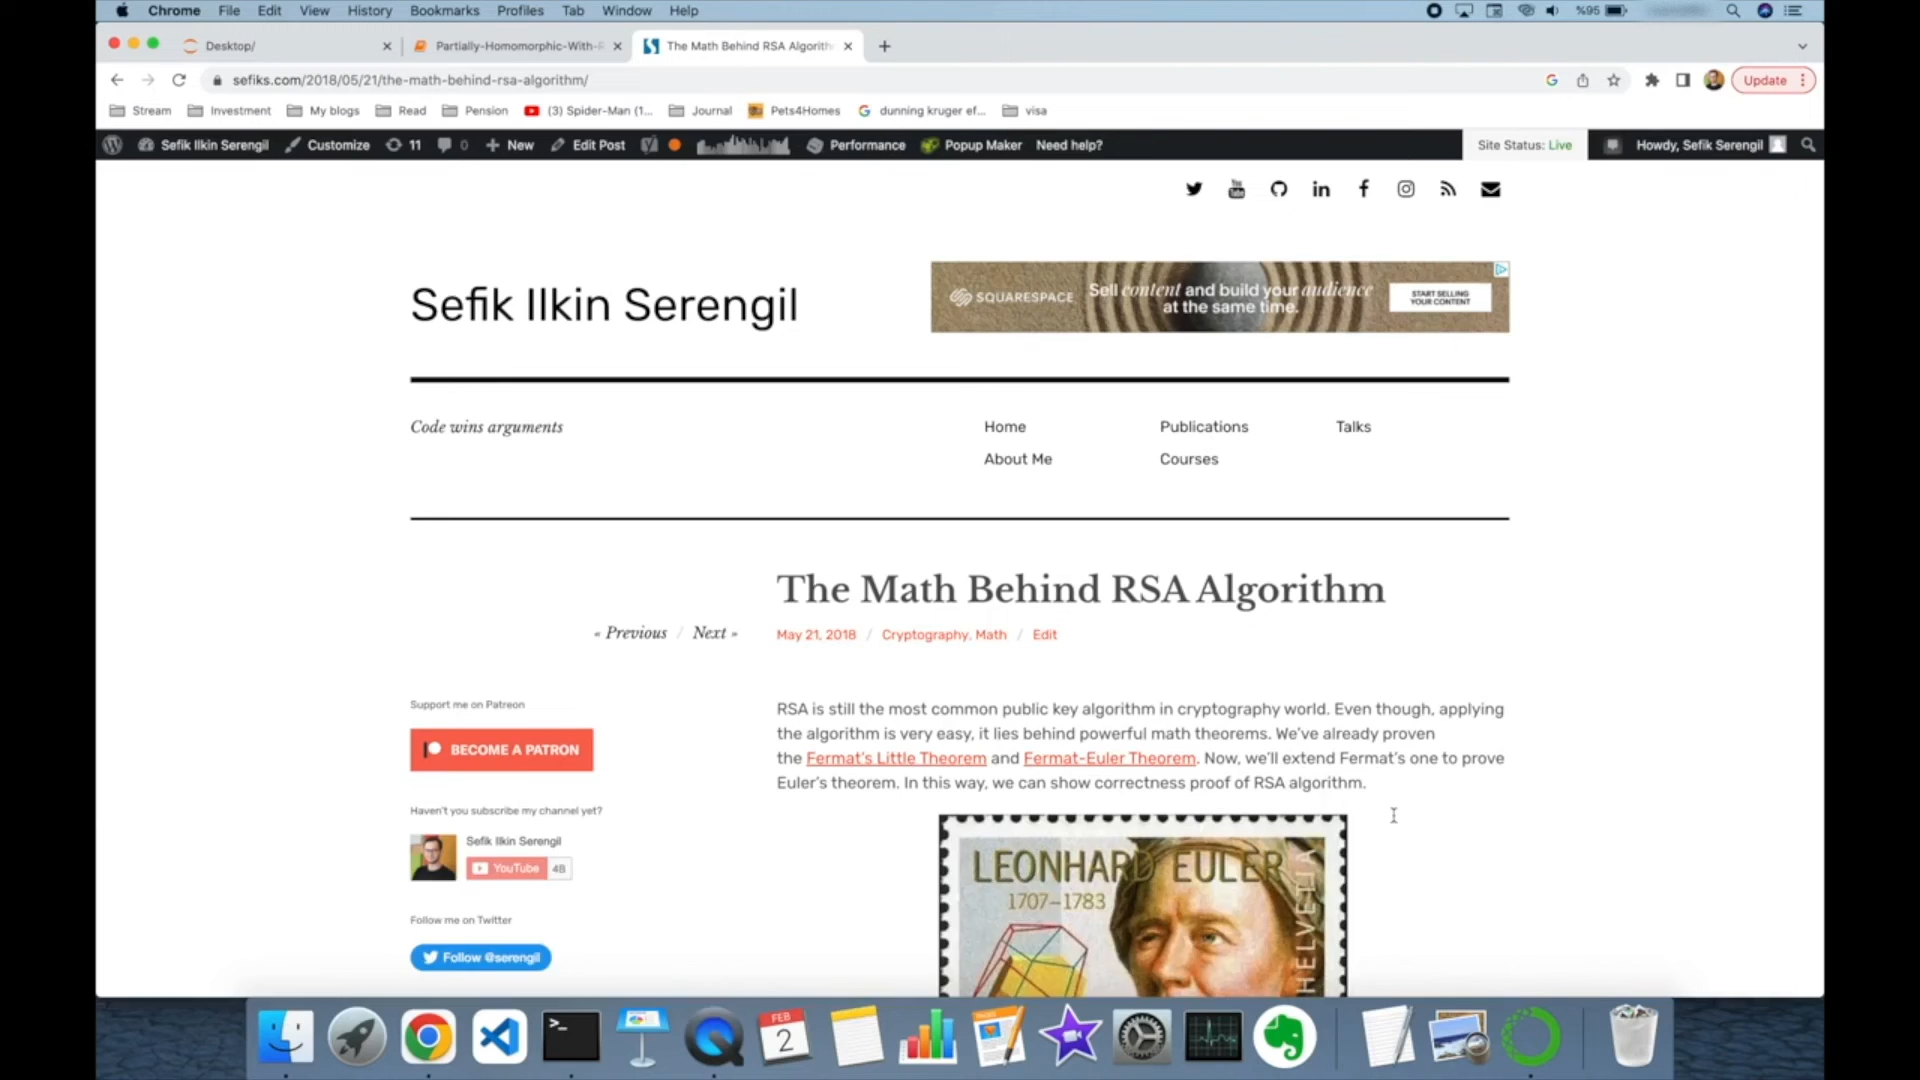 Chrome File Edit View History Bookmarks Profiles Tab Window Help %95
Desktop/ Partially-Homomorphic-With-R The Math Behind RSA Algorith
sefiks.com/2018/05/21/the-math-behind-rsa-algorithm/ Update
Stream Investment My blogs Read Pension (3) Spider-Man (1... Journal Pets4Homes dunning kruger ef... visa
Sefik Ilkin Serengil Customize 11 0 New Edit Post Performance Popup Maker Need help? Site Status: Live Howdy, Sefik Serengil
Sefik Ilkin Serengil
SQUARESPACE Sell content and build your audience at the same time. START SELLING YOUR CONTENT
Code wins arguments
Home Publications Talks
About Me Courses
The Math Behind RSA Algorithm
« Previous / Next »
May 21, 2018 / Cryptography, Math / Edit
Support me on Patreon
BECOME A PATRON
Haven't you subscribe my channel yet?
Sefik Ilkin Serengil
YouTube 4B
Follow me on Twitter
Follow @serengil
RSA is still the most common public key algorithm in cryptography world. Even though, applying
the algorithm is very easy, it lies behind powerful math theorems. We've already proven
the Fermat's Little Theorem and Fermat-Euler Theorem. Now, we'll extend Fermat's one to prove
Euler's theorem. In this way, we can show correctness proof of RSA algorithm.
LEONHARD EULER
1707–1783
HELVETIA
FEB
2